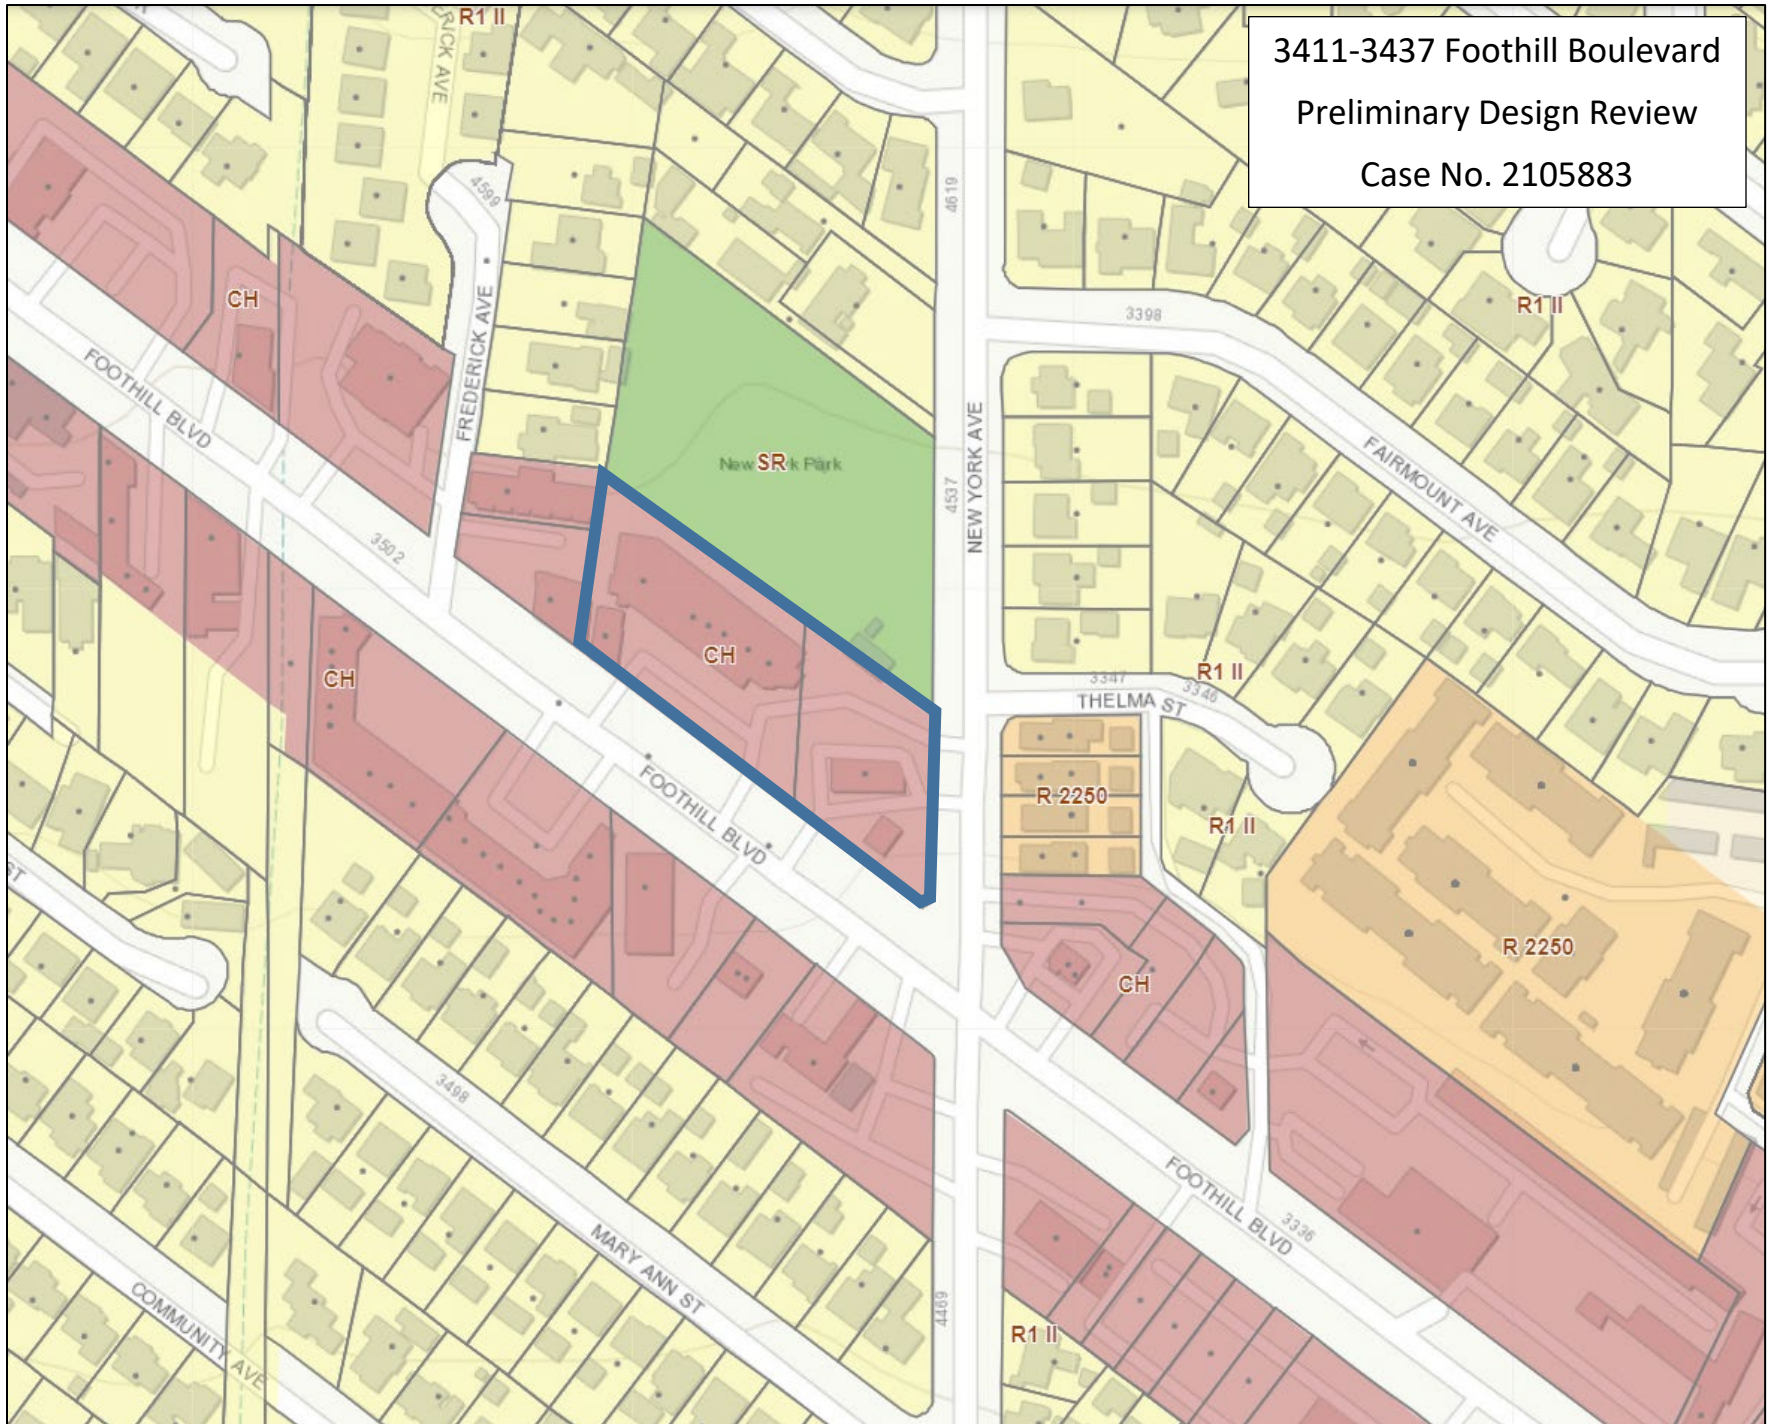 R1 II
3411-3437 Foothill Boulevard
Preliminary Design Review
Case No. 2105883
4599
4619
CH
FREDERICK AVE
R1 II
3398
FOOTHILL BLVD
NEW YORK AVE
FAIRMOUNT AVE
New SR k Park
4537
3502
CH
CH
R1 II
3347
3346
THELMA ST
FOOTHILL BLVD
R 2250
R1 II
ST
R 2250
CH
3498
FOOTHILL BLVD
3336
MARY ANN ST
COMMUNITY AVE
4469
R1 II